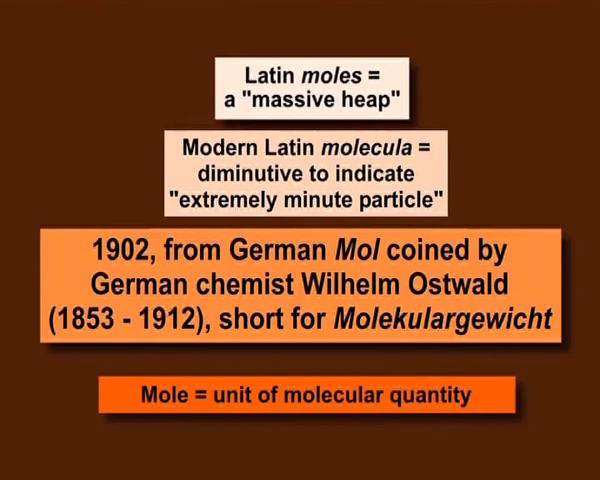 Latin moles =
a "massive heap"
Modern Latin molecula =
diminutive to indicate
"extremely minute particle"
1902, from German Mol coined by
German chemist Wilhelm Ostwald
(1853 - 1912), short for Molekulargewicht
Mole = unit of molecular quantity